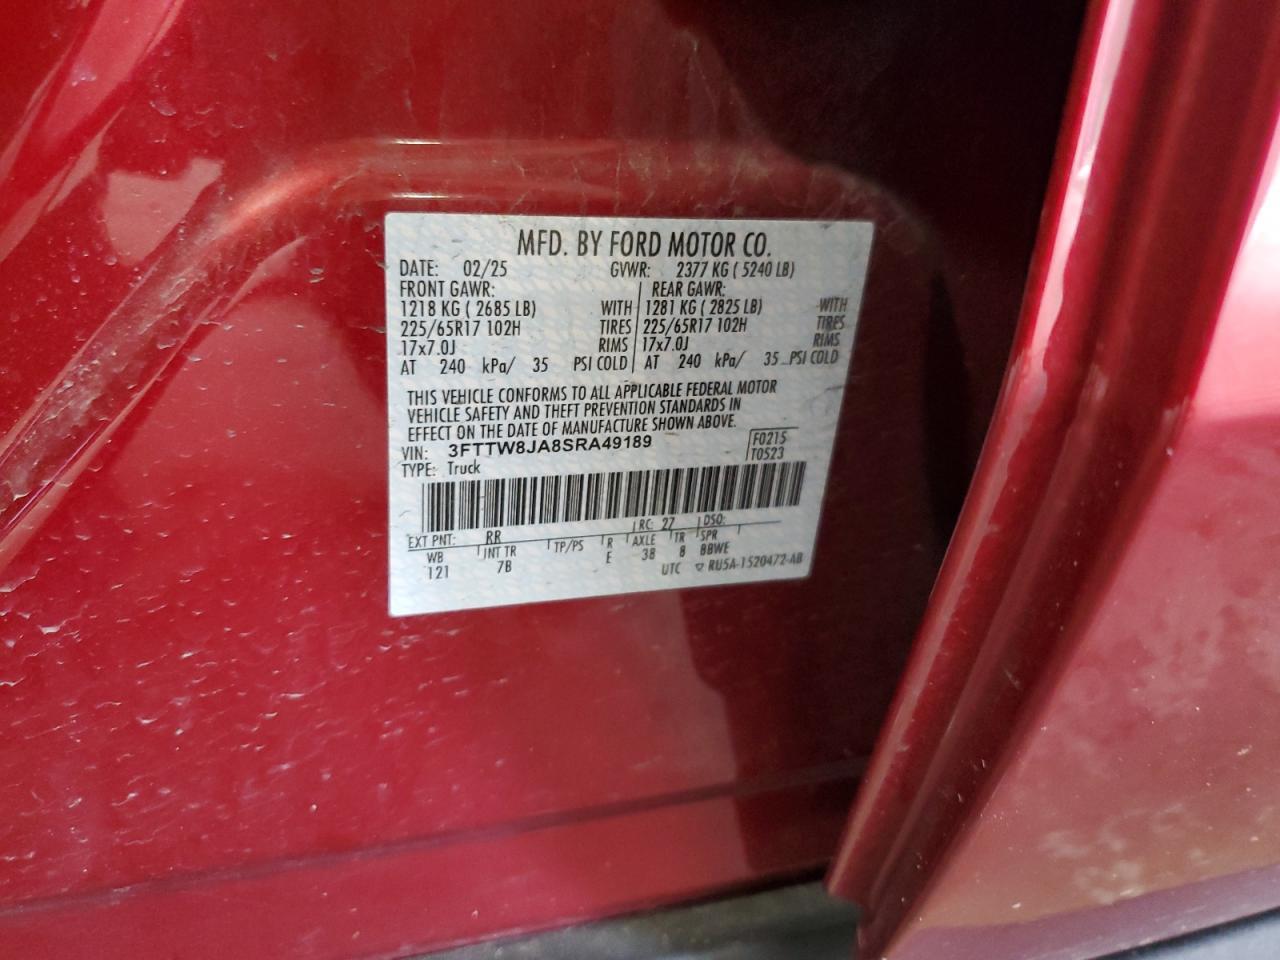 MFD. BY FORD MOTOR CO.
DATE: 02/25 GVWR: 2377 KG ( 5240 LB)
FRONT GAWR: REAR GAWR:
1218 KG ( 2685 LB) WITH 1281 KG ( 2825 LB) WITH
225/65R17 102H TIRES 225/65R17 102H TIRES
17x7.0J RIMS 17x7.0J RIMS
AT 240 kPa/ 35 PSI COLD AT 240 kPa/ 35 PSI COLD
THIS VEHICLE CONFORMS TO ALL APPLICABLE FEDERAL MOTOR
VEHICLE SAFETY AND THEFT PREVENTION STANDARDS IN
EFFECT ON THE DATE OF MANUFACTURE SHOWN ABOVE.
VIN: 3FTTW8JA8SRA49189 F0215
TYPE: Truck T0523
EXT PNT: RR RC: 27 DSO:
WB INT TR TP/PS R AXLE TR SPR
121 7B E 38 8 BBWE
UTC RU5A-1520472-AB